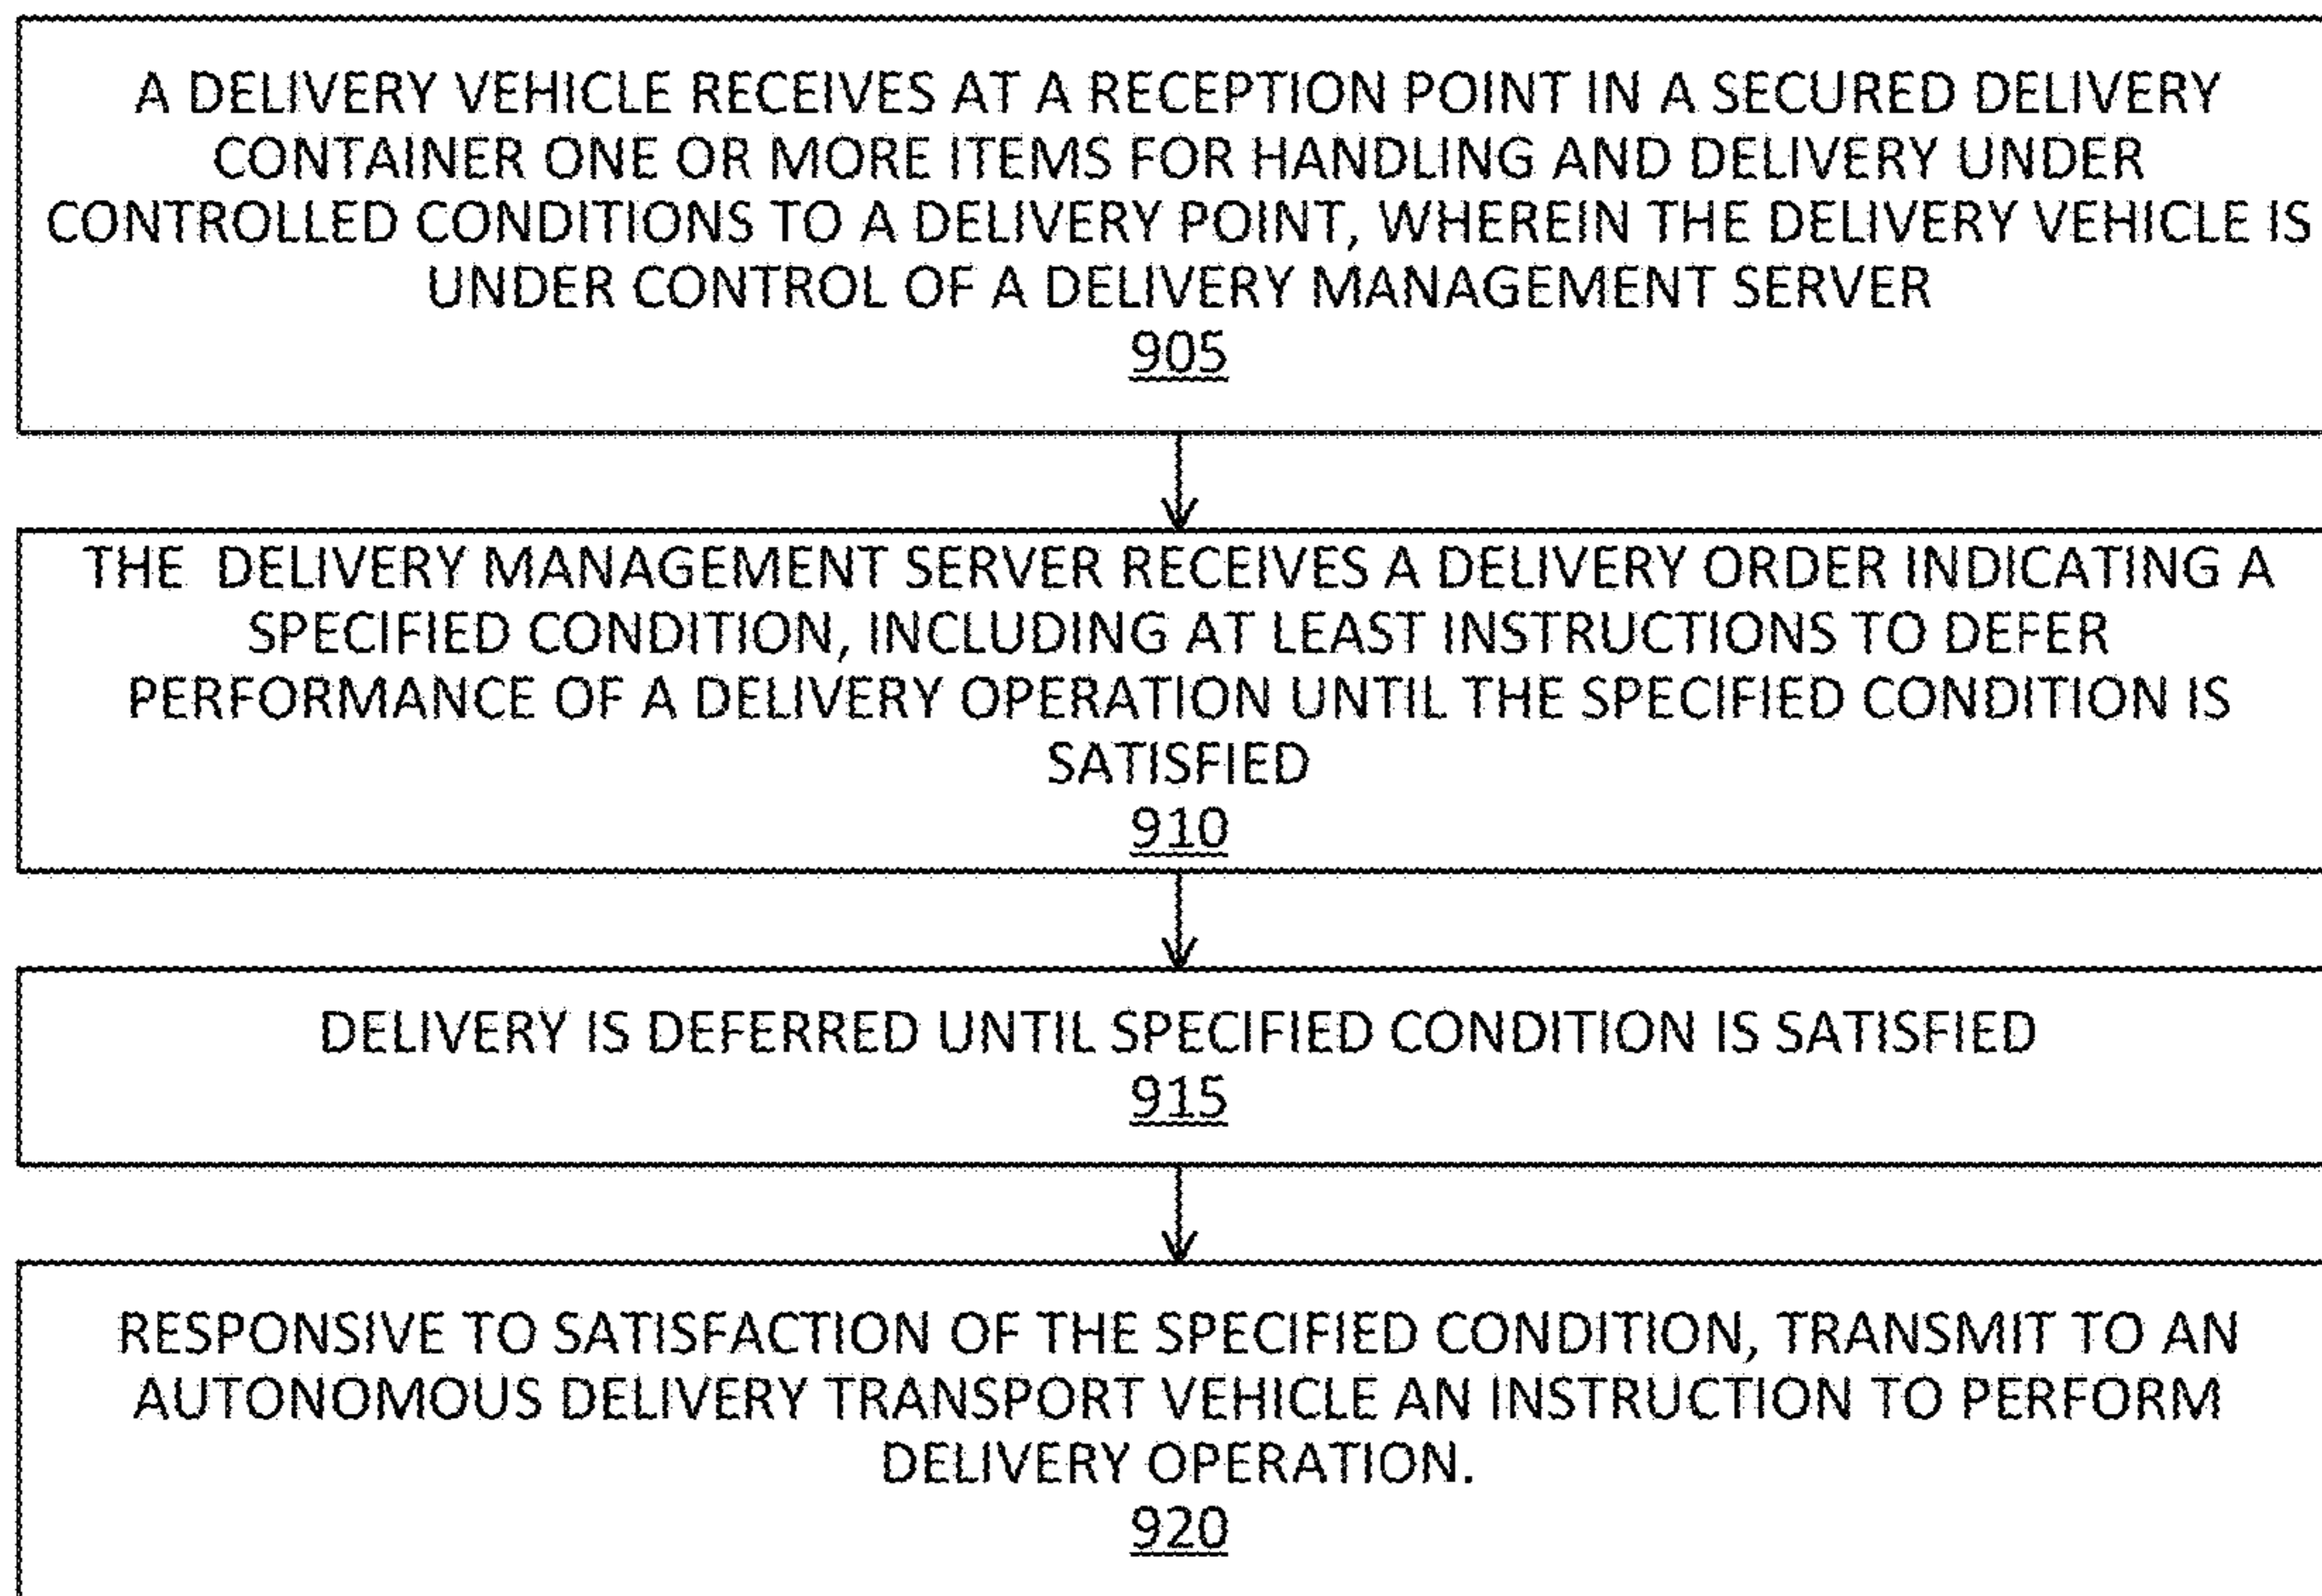 A DELIVERY VEHICLE RECEIVES AT A RECEPTION POINT IN A SECURED DELIVERY
CONTAINER ONE OR MORE ITEMS FOR HANDLING AND DELIVERY UNDER
CONTROLLED CONDITIONS TO A DELIVERY POINT, WHEREIN THE DELIVERY VEHICLE IS
UNDER CONTROL OF A DELIVERY MANAGEMENT SERVER
905
THE DELIVERY MANAGEMENT SERVER RECEIVES A DELIVERY ORDER INDICATING A
SPECIFIED CONDITION, INCLUDING AT LEAST INSTRUCTIONS TO DEFER
PERFORMANCE OF A DELIVERY OPERATION UNTIL THE SPECIFIED CONDITION IS
SATISFIED
910
DELIVERY IS DEFERRED UNTIL SPECIFIED CONDITION IS SATISFIED
915
RESPONSIVE TO SATISFACTION OF THE SPECIFIED CONDITION, TRANSMIT TO AN
AUTONOMOUS DELIVERY TRANSPORT VEHICLE AN INSTRUCTION TO PERFORM
DELIVERY OPERATION.
920